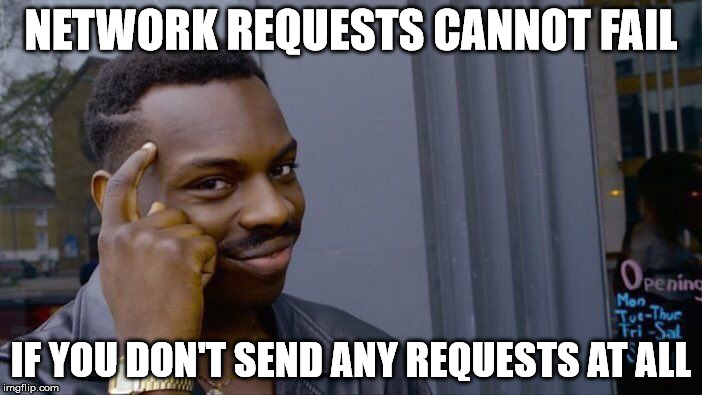 NETWORK REQUESTS CANNOT FAIL
Opening
Mon
Tue-Thur
Fri-Sat
IF YOU DON'T SEND ANY REQUESTS AT ALL
imgflip.com